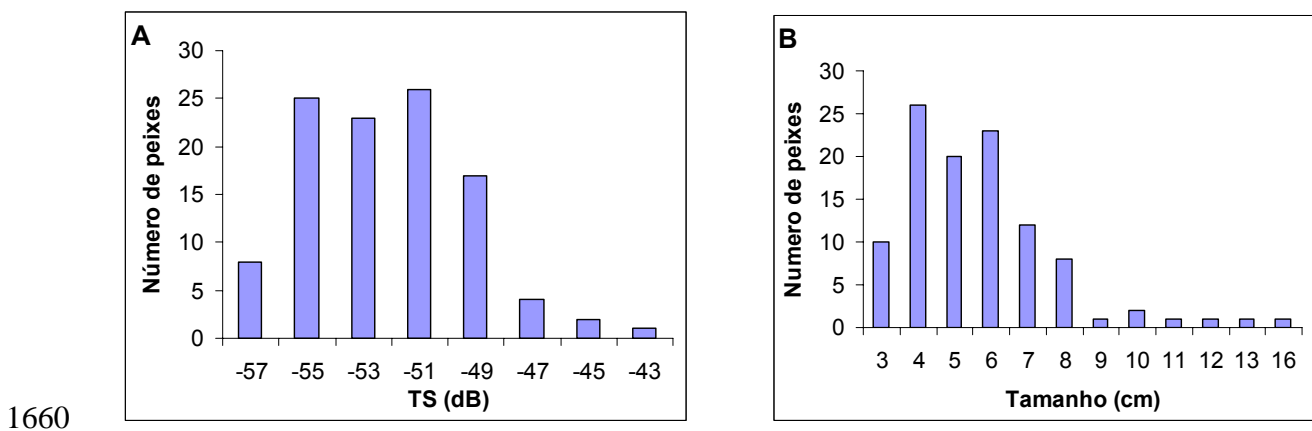 A
Número de peixes
30
25
20
15
10
5
0
-57 -55 -53 -51 -49 -47 -45 -43
TS (dB)
B
Numero de peixes
30
25
20
15
10
5
0
3 4 5 6 7 8 9 10 11 12 13 16
Tamanho (cm)
1660